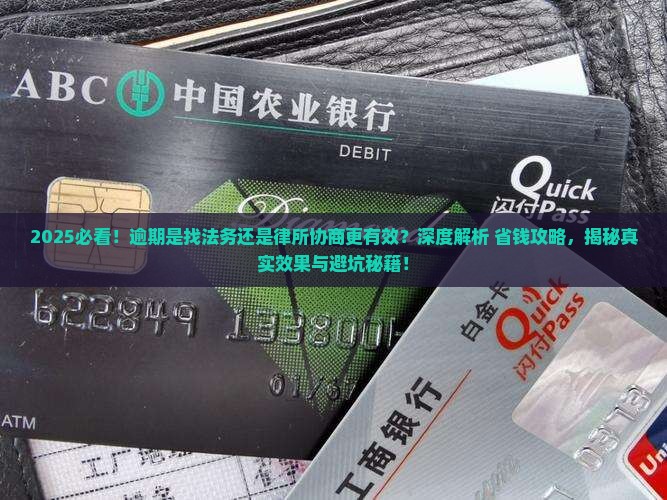 ABC 中国农业银行
DEBIT
Quick
闪付Pass
Diamond
2025必看！逾期是找法务还是律所协商更有效？深度解析 省钱攻略，揭秘真
实效果与避坑秘籍！
622849 133800
白金卡
Quick
闪付Pass
ATM
工商银行